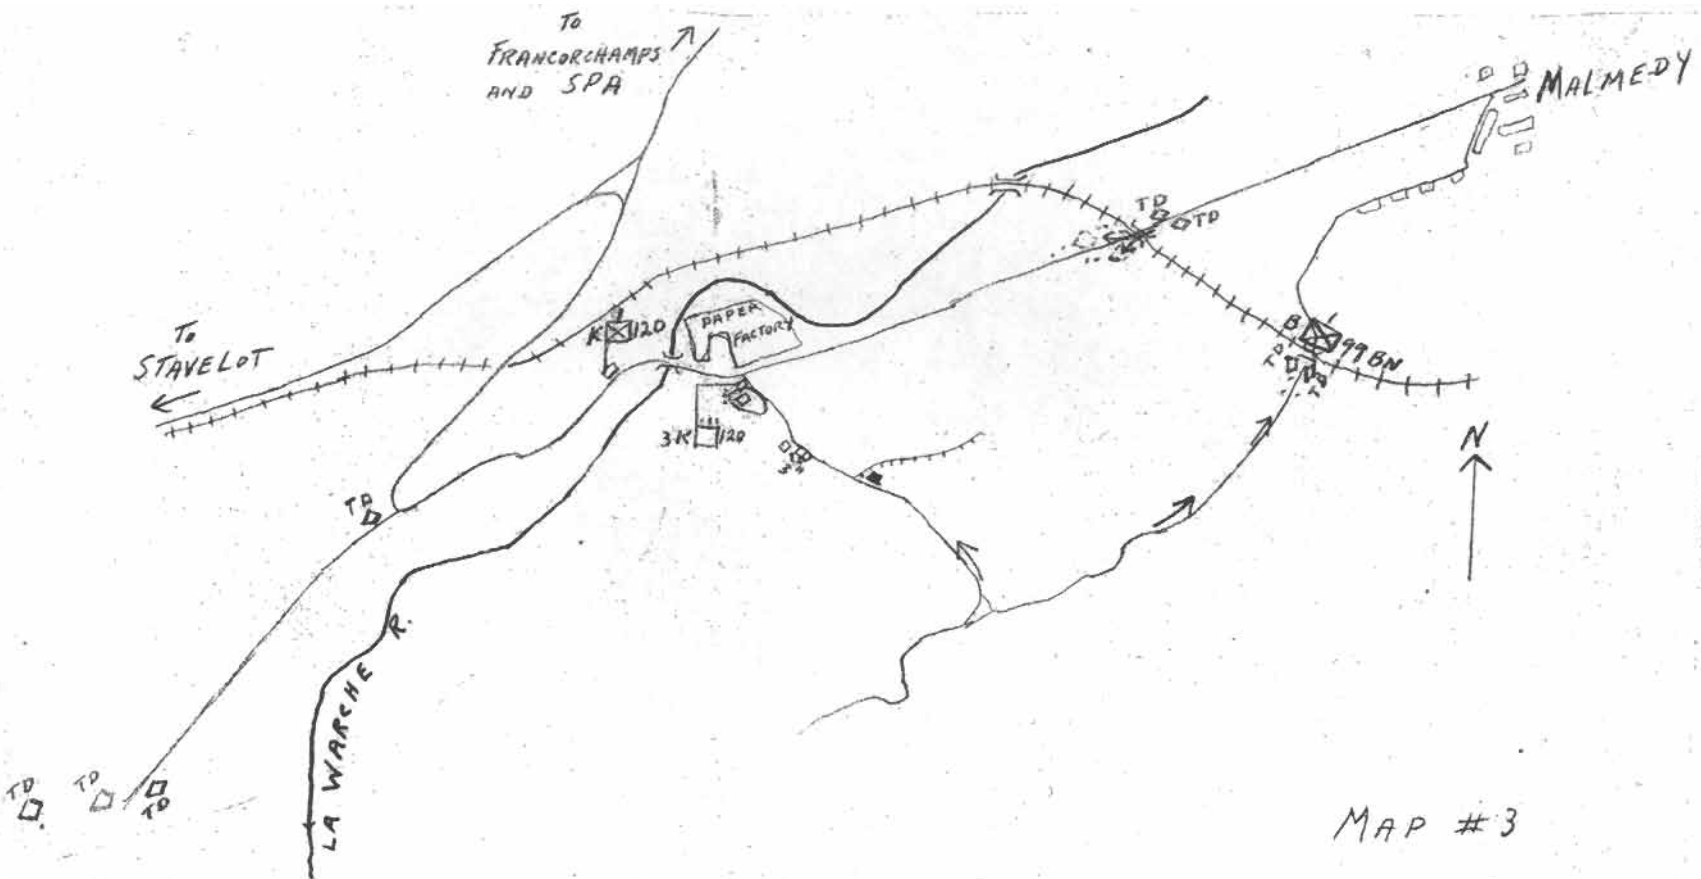 To
FRANCORCHAMPS
AND SPA
MALMEDY
TD
TD
To
STAVELOT
K 120
PAPER
FACTORY
B
99 BN
TD
TD
3K 120
N
TD
LA WARCHE R.
TD
TD
TD
MAP #3